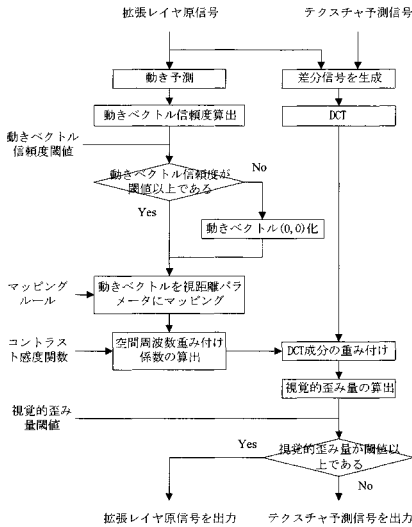 拡張レイヤ原信号
テクスチャ予測信号
動き予測
差分信号を生成
動きベクトル信頼度算出
DCT
動きベクトル
信頼度閾値
動きベクトル信頼度が
閾値以上である
No
Yes
動きベクトル(0,0)化
マッピング
ルール
動きベクトルを視距離パラ
メータにマッピング
コントラス
ト感度関数
空間周波数重み付け
係数の算出
DCT成分の重み付け
視覚的歪み量の算出
視覚的歪み
量閾値
Yes
視覚的歪み量が閾値以
上である
No
拡張レイヤ原信号を出力
テクスチャ予測信号を出力